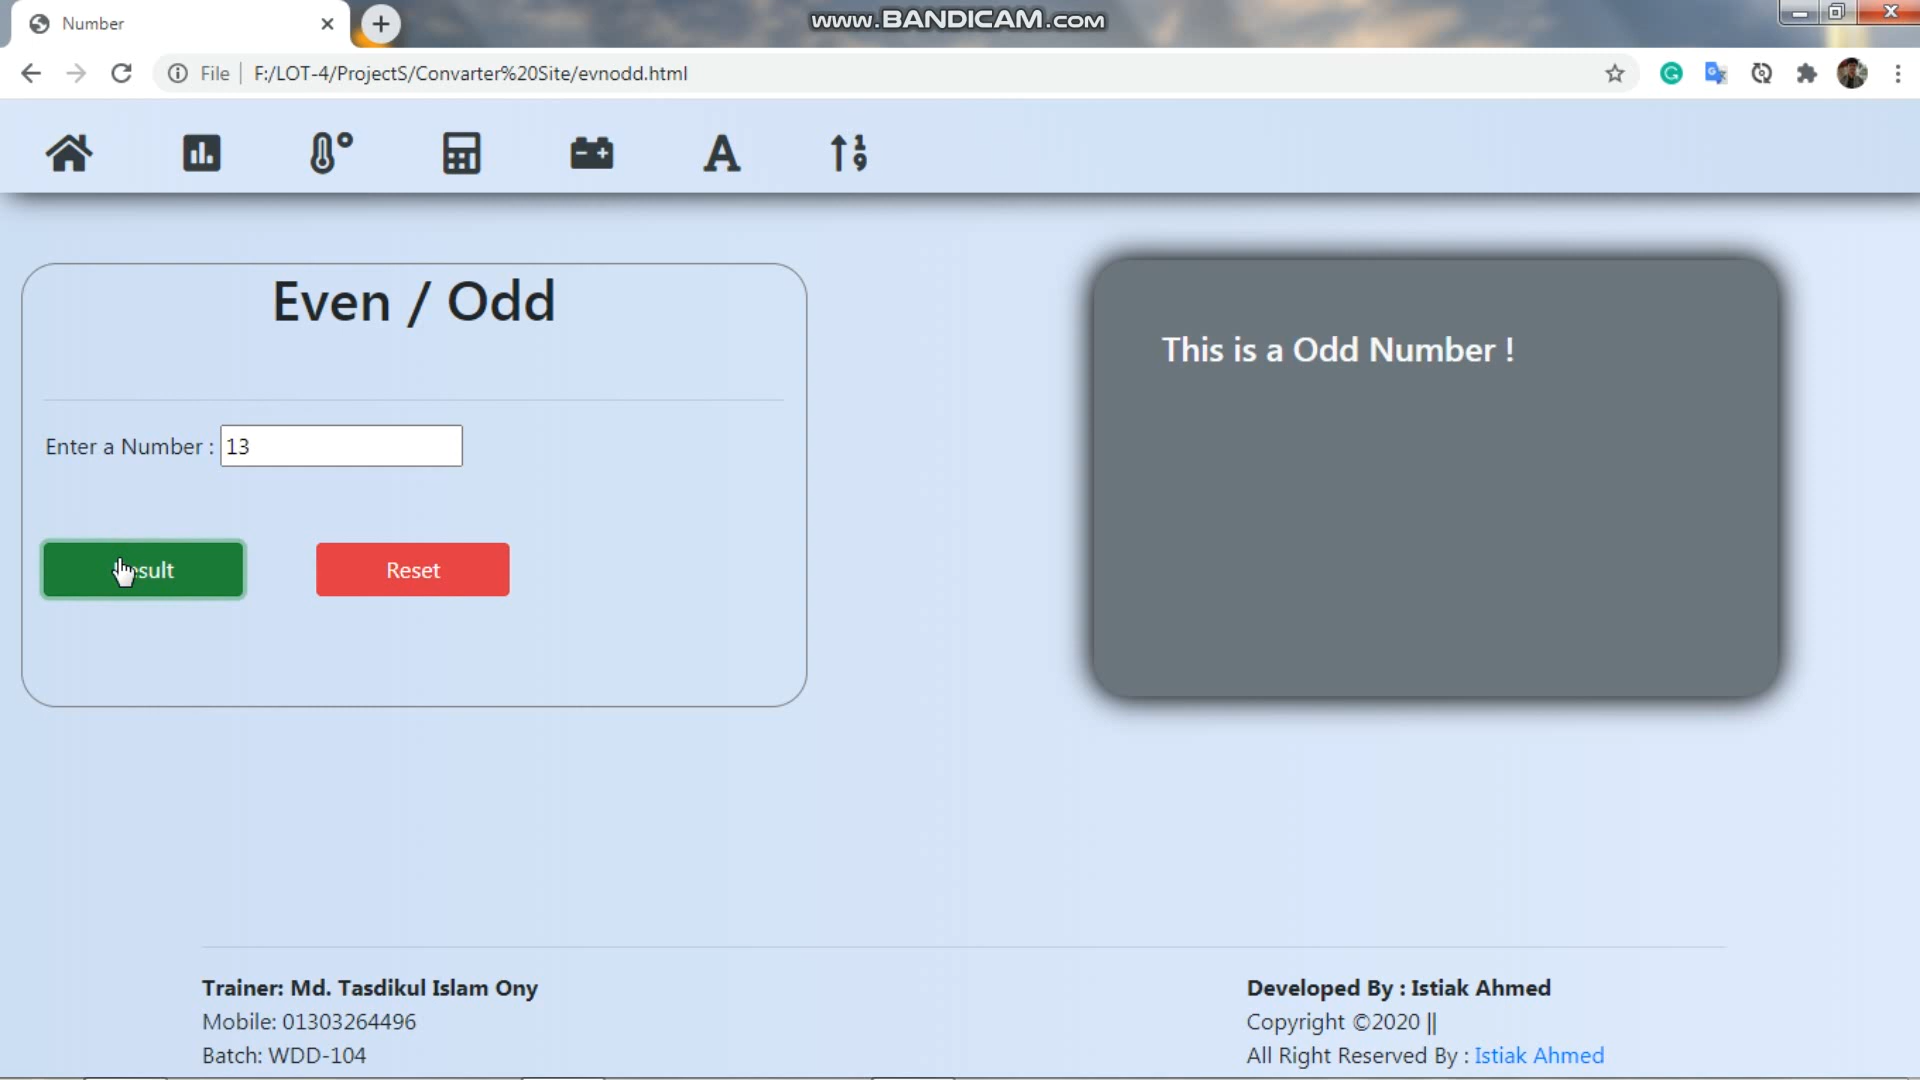 Number
www.BANDICAM.com
File
F:/LOT-4/ProjectS/Convarter%20Site/evnodd.html
A
1
9
Even / Odd
Enter a Number : 13
sult
Reset
This is a Odd Number !
Trainer: Md. Tasdikul Islam Ony
Mobile: 01303264496
Batch: WDD-104
Developed By : Istiak Ahmed
Copyright ©2020 ||
All Right Reserved By : Istiak Ahmed